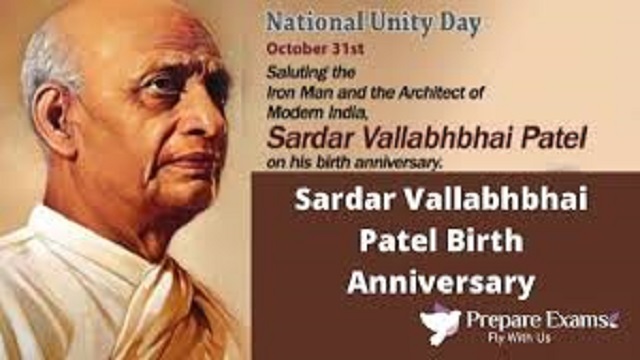 National Unity Day
October 31st
Saluting the
Iron Man and the Architect of
Modern India,
Sardar Vallabhbhai Patel
on his birth anniversary.
Sardar Vallabhbhai
Patel Birth
Anniversary
Prepare Exams
Fly With Us